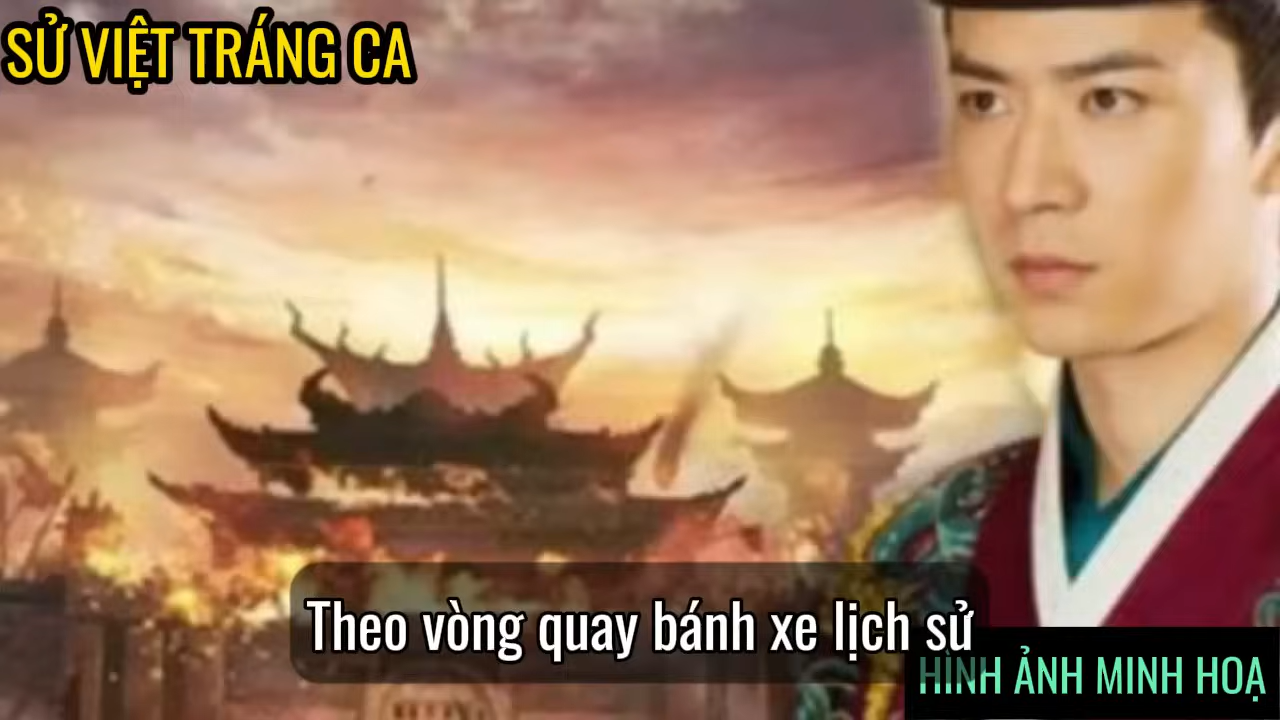 SỬ VIỆT TRÁNG CA
Theo vòng quay bánh xe lịch sử
HÌNH ẢNH MINH HOẠ